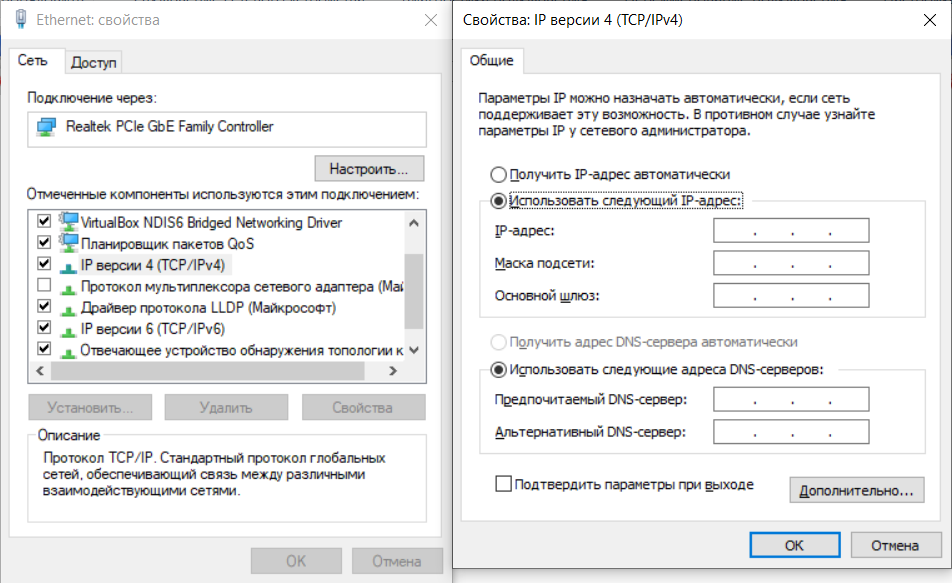 Ethernet: свойства
Сеть
Доступ
Подключение через:
Realtek PCIe GbE Family Controller
Настроить...
Отмеченные компоненты используются этим подключением:
VirtualBox NDIS6 Bridged Networking Driver
Планировщик пакетов QoS
IP версии 4 (TCP/IPv4)
Протокол мультиплексора сетевого адаптера (Май
Драйвер протокола LLDP (Майкрософт)
IP версии 6 (TCP/IPv6)
Отвечающее устройство обнаружения топологии к
Установить...
Удалить
Свойства
Описание
Протокол TCP/IP. Стандартный протокол глобальных
сетей, обеспечивающий связь между различными
взаимодействующими сетями.
ОК
Отмена
Свойства: IP версии 4 (TCP/IPv4)
Общие
Параметры IP можно назначать автоматически, если сеть
поддерживает эту возможность. В противном случае узнайте
параметры IP у сетевого администратора.
Получить IP-адрес автоматически
Использовать следующий IP-адрес:
IP-адрес:
Маска подсети:
Основной шлюз:
Получить адрес DNS-сервера автоматически
Использовать следующие адреса DNS-серверов:
Предпочитаемый DNS-сервер:
Альтернативный DNS-сервер:
Подтвердить параметры при выходе
Дополнительно...
ОК
Отмена